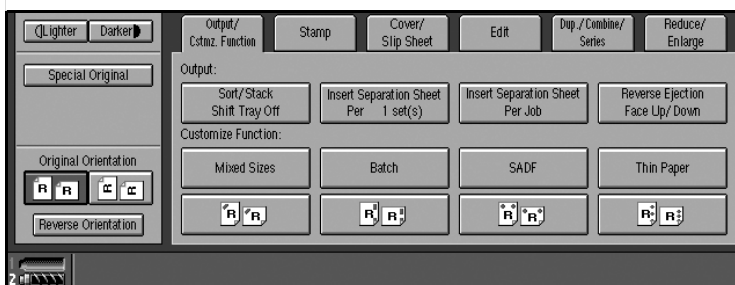 Lighter Darker
Special Original
Original Orientation
R R R R
Reverse Orientation
Output/
Cstmz. Function
Stamp
Cover/
Slip Sheet
Edit
Dup./Combine/
Series
Reduce/
Enlarge
Output:
Sort/Stack
Shift Tray Off
Insert Separation Sheet
Per 1 set(s)
Insert Separation Sheet
Per Job
Reverse Ejection
Face Up/Down
Customize Function:
Mixed Sizes
Batch
SADF
Thin Paper
R R
R R
R R
R R
1
2